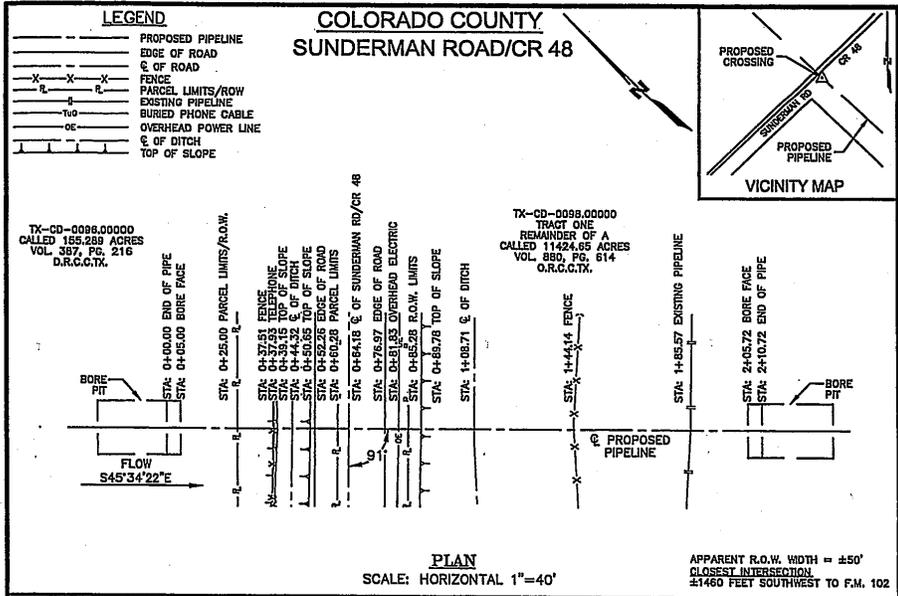 LEGEND
PROPOSED PIPELINE
EDGE OF ROAD
℄ OF ROAD
X X X FENCE
PL PL PARCEL LIMITS/ROW
EXISTING PIPELINE
TUG BURIED PHONE CABLE
OE OVERHEAD POWER LINE
℄ OF DITCH
TOP OF SLOPE
COLORADO COUNTY
SUNDERMAN ROAD/CR 48
N
PROPOSED
CROSSING
CR 48
SUNDERMAN RD
PROPOSED
PIPELINE
VICINITY MAP
TX-CD-0096.00000
CALLED 155.289 ACRES
VOL. 387, PG. 216
D.R.C.C.TX.
TX-CD-0098.00000
TRACT ONE
REMAINDER OF A
CALLED 11424.65 ACRES
VOL. 880, PG. 614
O.R.C.C.TX.
STA: 0+00.00 END OF PIPE
STA: 0+05.00 BORE FACE
STA: 0+25.00 PARCEL LIMITS/R.O.W.
STA: 0+37.51 FENCE
STA: 0+37.93 TELEPHONE
STA: 0+39.15 TOP OF SLOPE
STA: 0+44.32 ℄ OF DITCH
STA: 0+50.65 TOP OF SLOPE
STA: 0+52.26 EDGE OF ROAD
STA: 0+60.28 PARCEL LIMITS
STA: 0+64.18 ℄ OF SUNDERMAN RD/CR 48
STA: 0+76.97 EDGE OF ROAD
STA: 0+81.83 OVERHEAD ELECTRIC
STA: 0+85.28 R.O.W. LIMITS
STA: 0+89.78 TOP OF SLOPE
STA: 1+08.71 ℄ OF DITCH
STA: 1+44.14 FENCE
STA: 1+85.57 EXISTING PIPELINE
STA: 2+05.72 BORE FACE
STA: 2+10.72 END OF PIPE
BORE
PIT
BORE
PIT
91°
OE
℄ PROPOSED
PIPELINE
FLOW
S45°34'22"E
PLAN
SCALE: HORIZONTAL 1"=40'
APPARENT R.O.W. WIDTH = ±50'
CLOSEST INTERSECTION
±1460 FEET SOUTHWEST TO F.M. 102